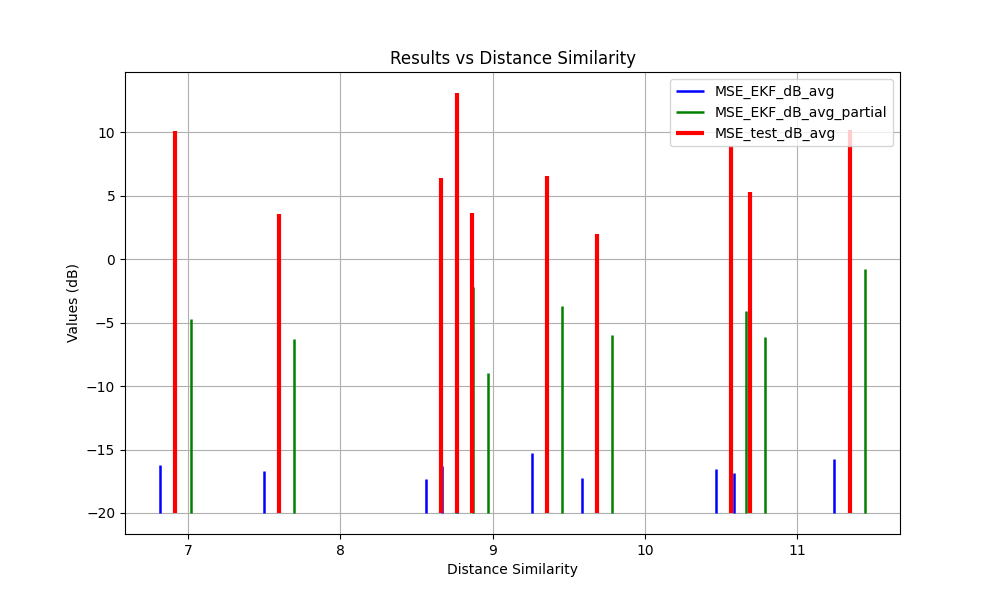 Results vs Distance Similarity
MSE_EKF_dB_avg
MSE_EKF_dB_avg_partial
MSE_test_dB_avg
Values (dB)
10
5
0
−5
−10
−15
−20
7 8 9 10 11
Distance Similarity